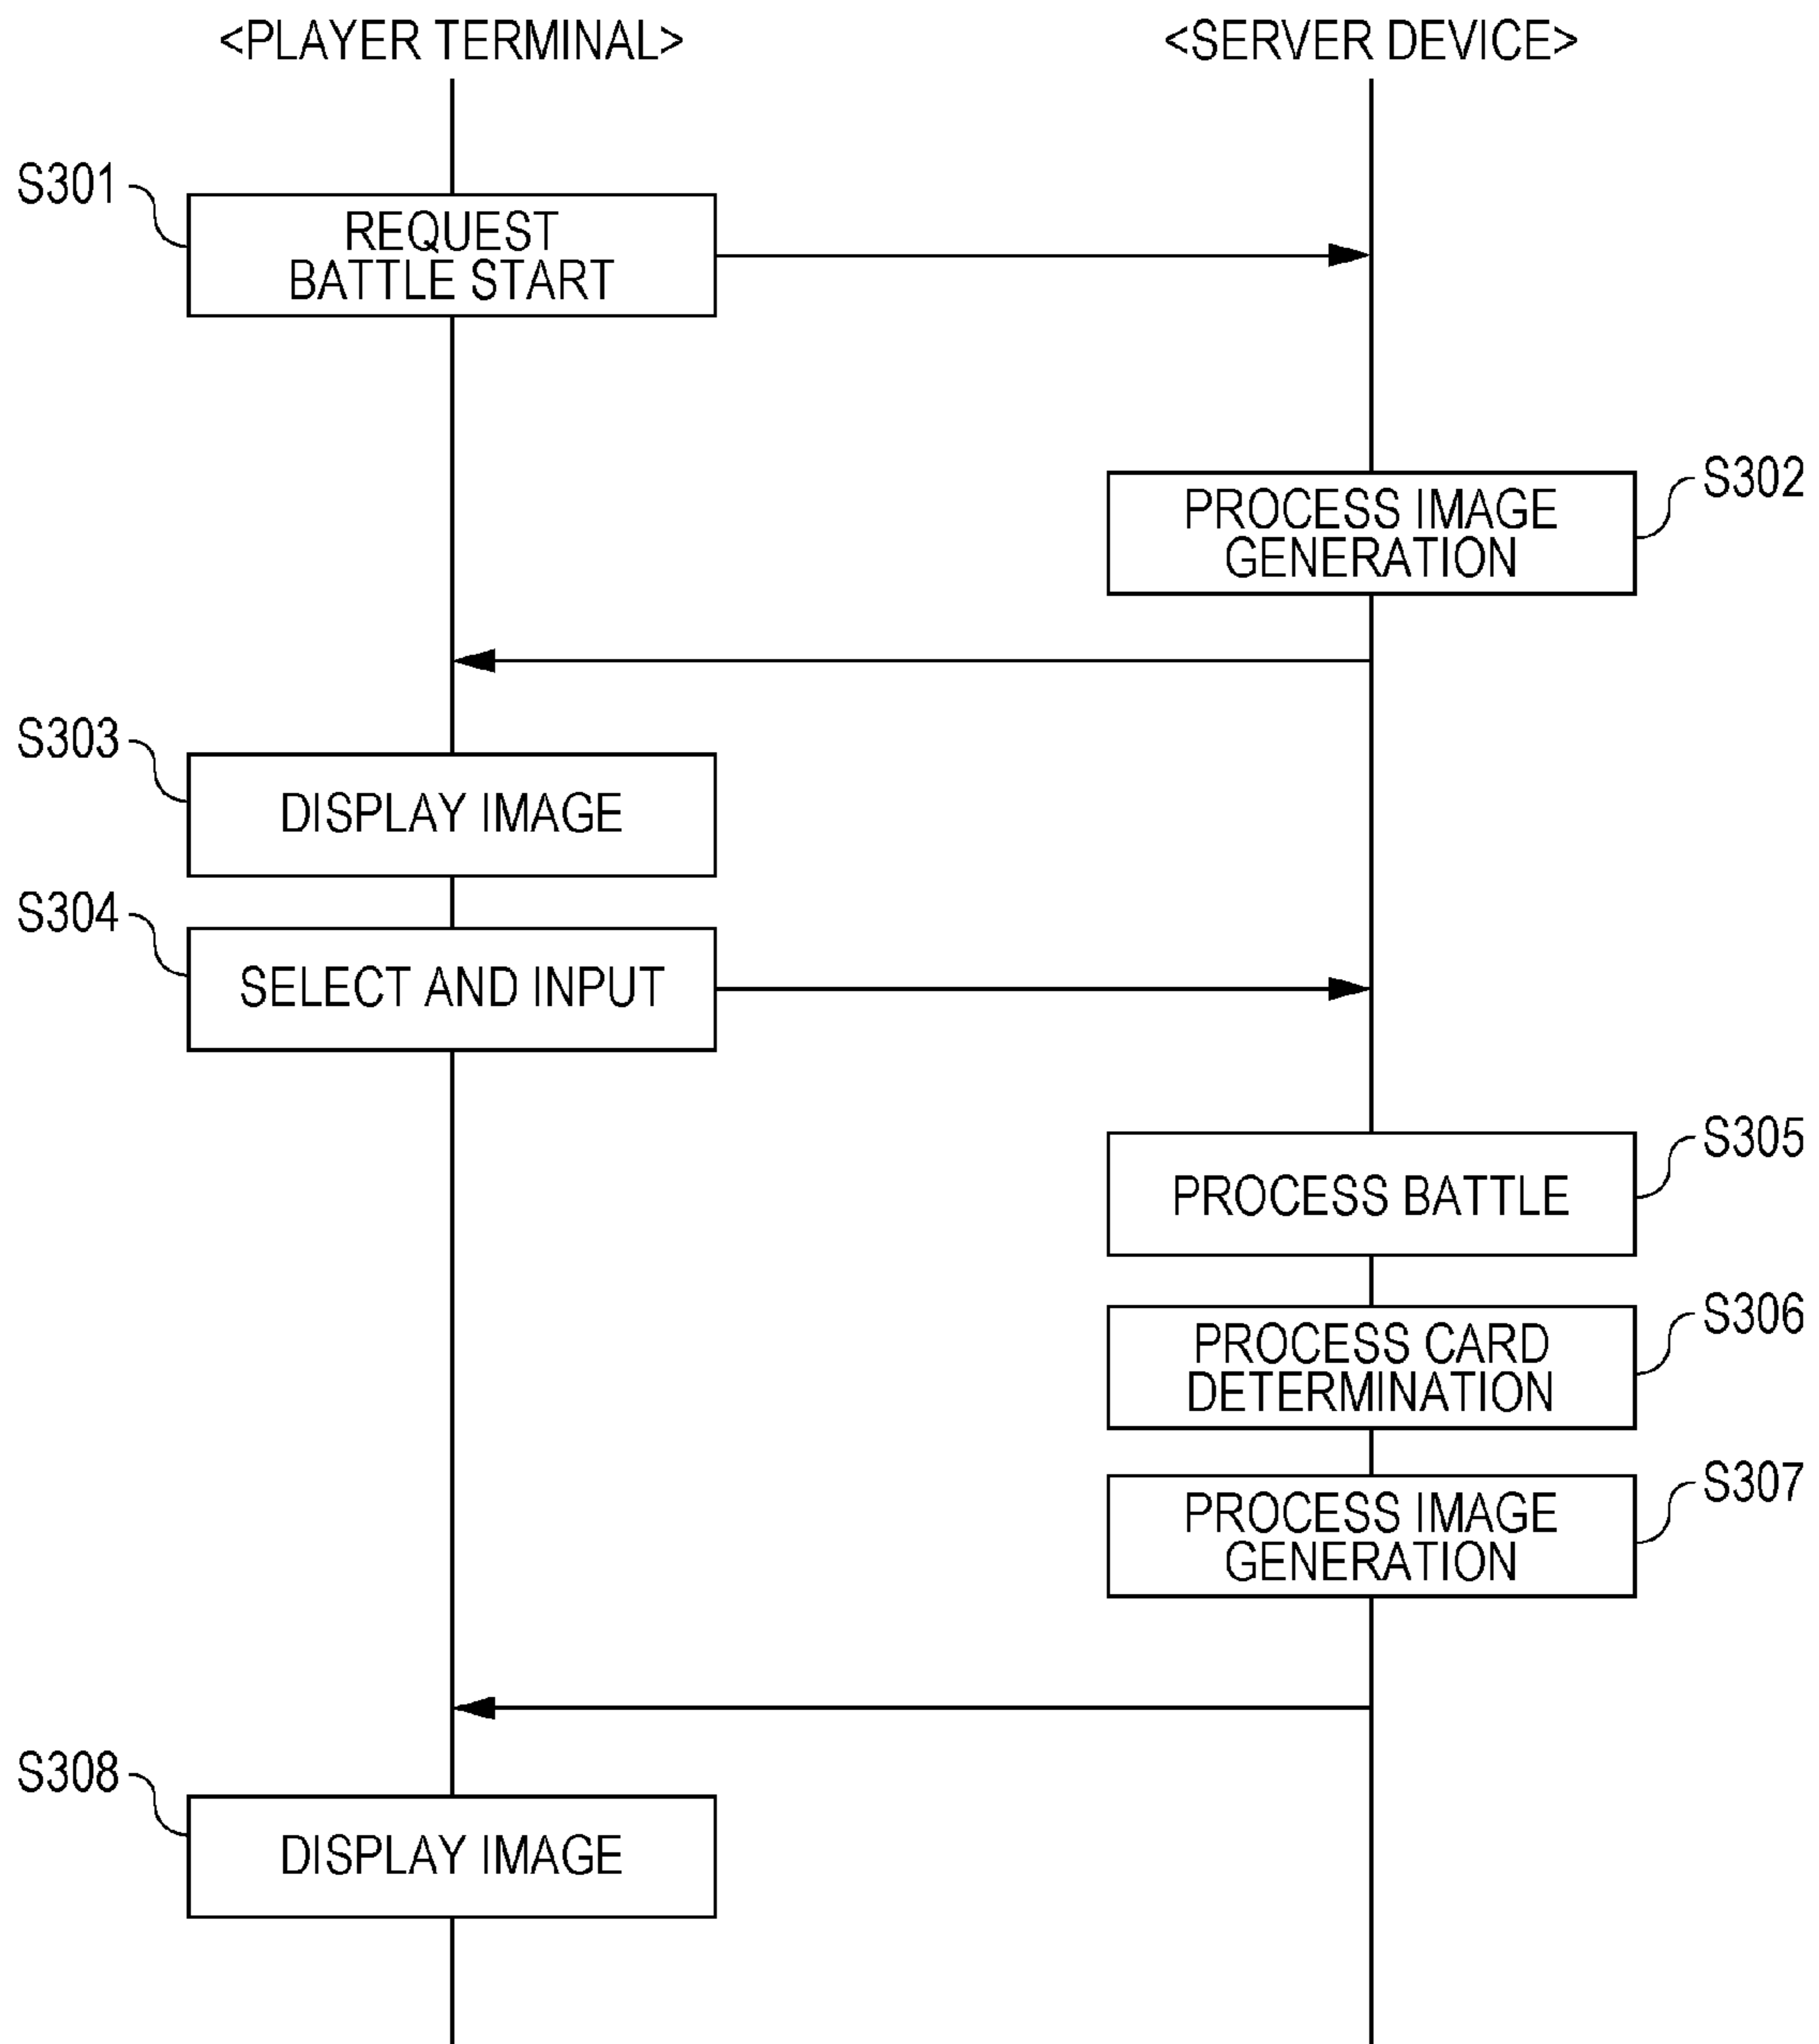 <PLAYER TERMINAL>
<SERVER DEVICE>
S301
REQUEST
BATTLE START
S302
PROCESS IMAGE
GENERATION
S303
DISPLAY IMAGE
S304
SELECT AND INPUT
S305
PROCESS BATTLE
S306
PROCESS CARD
DETERMINATION
S307
PROCESS IMAGE
GENERATION
S308
DISPLAY IMAGE